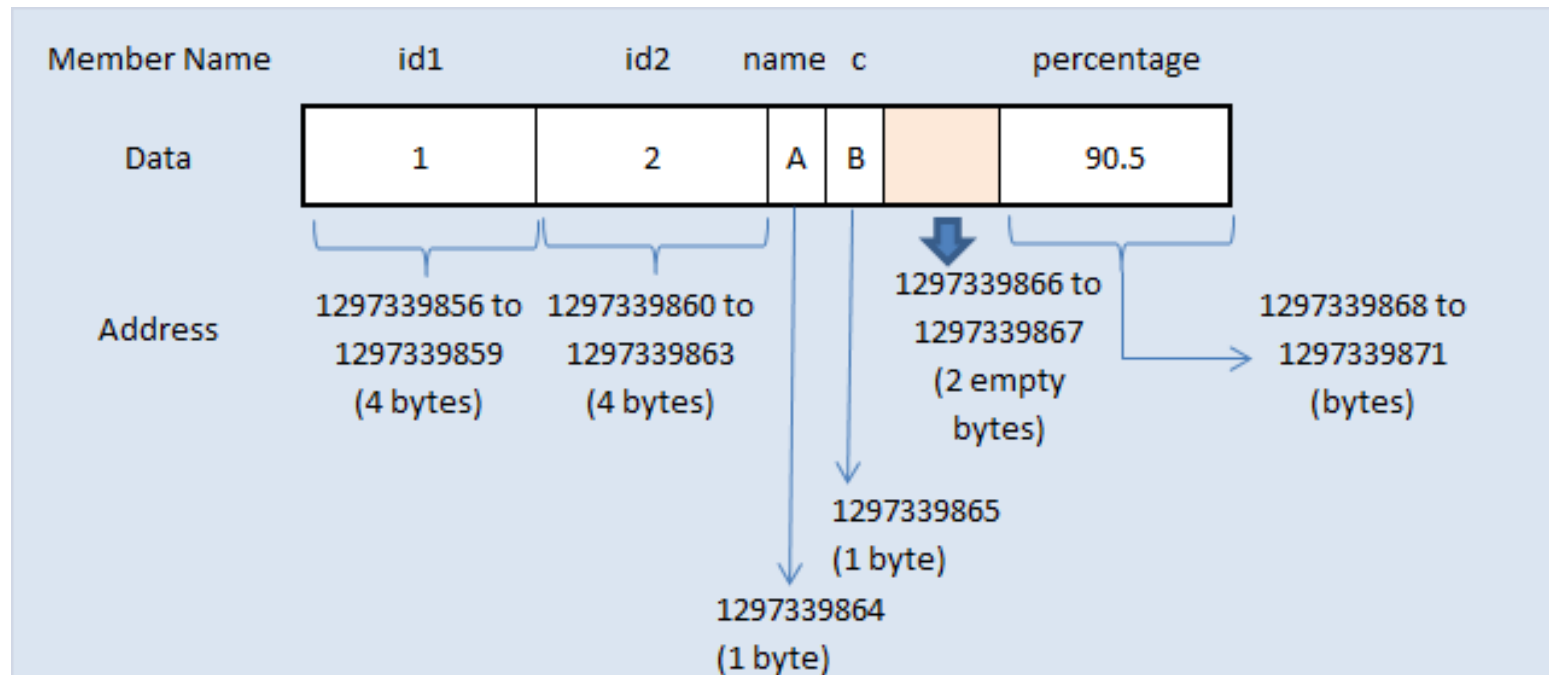 Member Name id1 id2 name c percentage
Data 1 2 A B 90.5
Address
1297339856 to
1297339859
(4 bytes)
1297339860 to
1297339863
(4 bytes)
1297339866 to
1297339867
(2 empty
bytes)
1297339868 to
1297339871
(bytes)
1297339865
(1 byte)
1297339864
(1 byte)